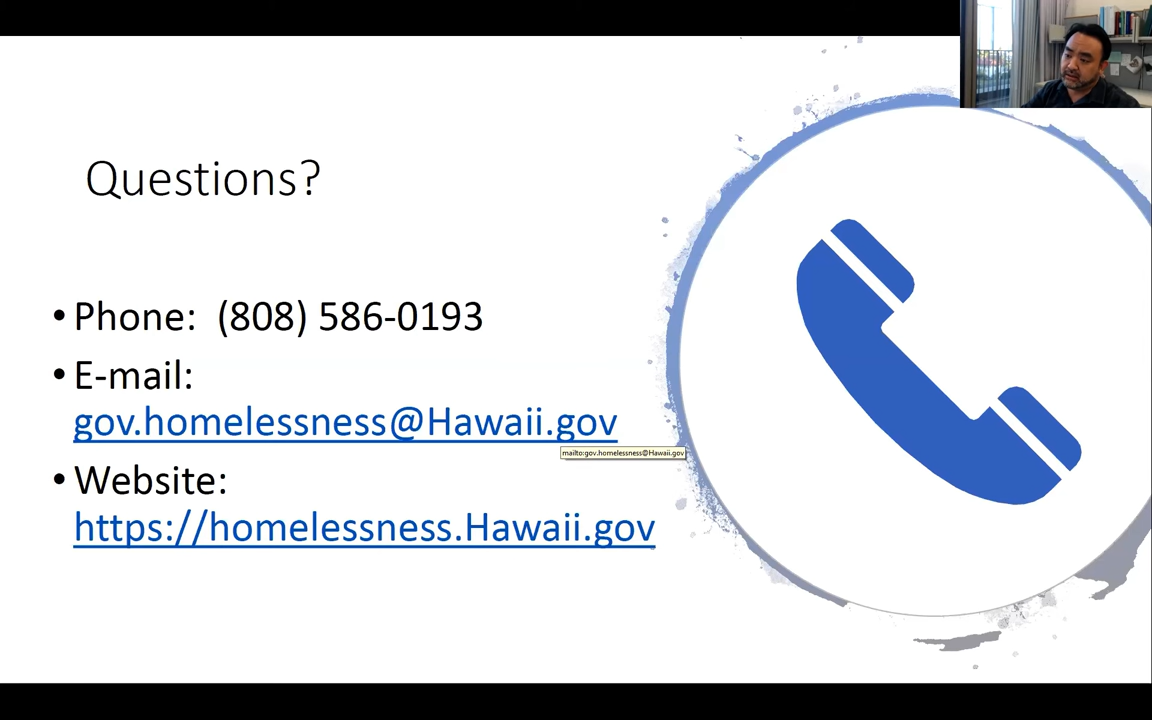 Questions?
• Phone:  (808) 586-0193
• E-mail:
gov.homelessness@Hawaii.gov
mailto:gov.homelessness@Hawaii.gov
• Website:
https://homelessness.Hawaii.gov